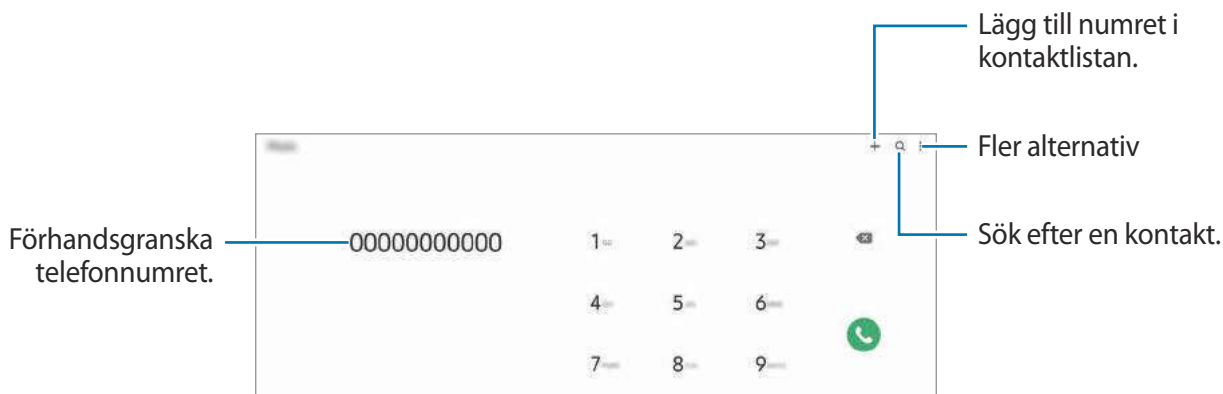 Lägg till numret i
kontaktlistan.
Fler alternativ
Sök efter en kontakt.
Förhandsgranska
telefonnumret.
00000000000
1 2 3
4 5 6
7 8 9